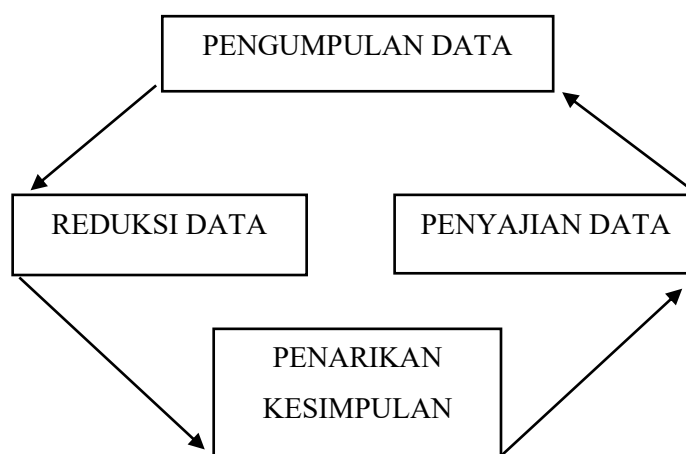 PENGUMPULAN DATA
REDUKSI DATA
PENYAJIAN DATA
PENARIKAN
KESIMPULAN